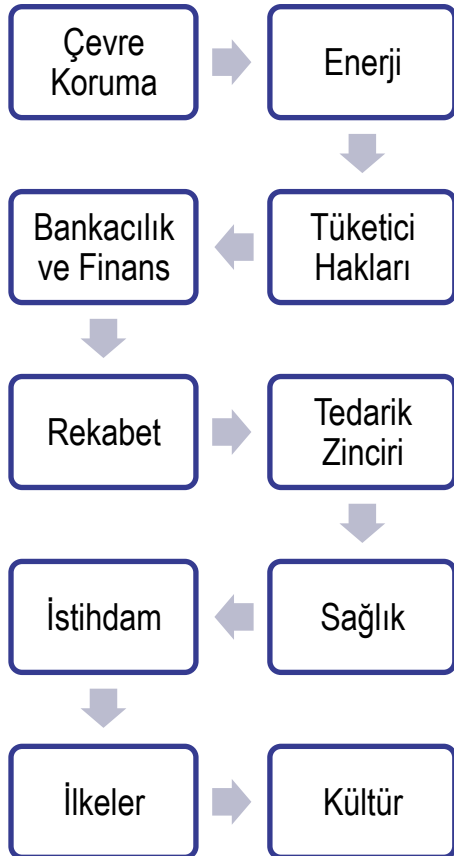 Çevre
Koruma
Enerji
Tüketici
Hakları
Bankacılık
ve Finans
Rekabet
Tedarik
Zinciri
Sağlık
İstihdam
İlkeler
Kültür